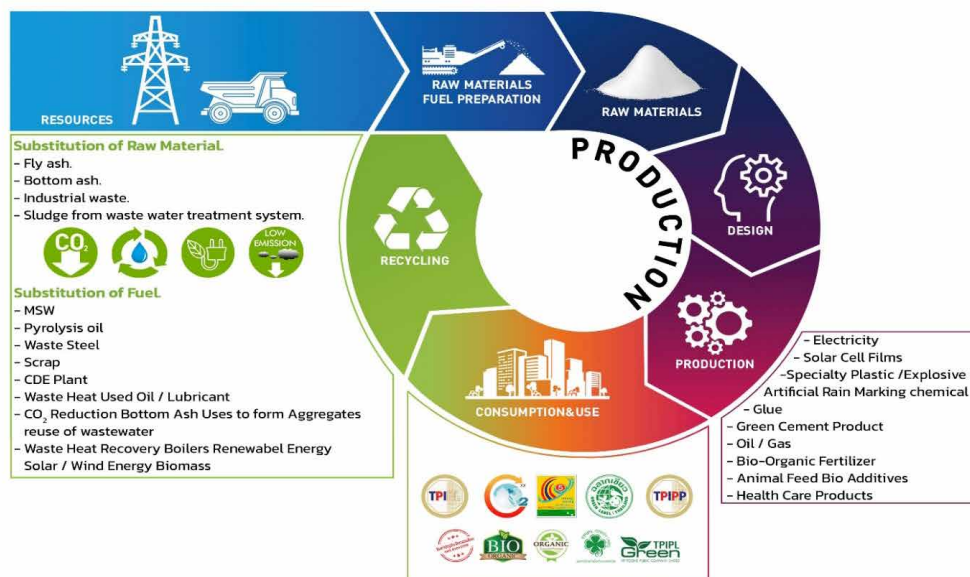 RESOURCES
RAW MATERIALS
FUEL PREPARATION
RAW MATERIALS
PRODUCTION
DESIGN
PRODUCTION
CONSUMPTION&USE
RECYCLING
Substitution of Raw Material.
- Fly ash.
- Bottom ash.
- Industrial waste.
- Sludge from waste water treatment system.
CO₂
LOW
EMISSION
Substitution of Fuel.
- MSW
- Pyrolysis oil
- Waste Steel
- Scrap
- CDE Plant
- Waste Heat Used Oil / Lubricant
- CO₂ Reduction Bottom Ash Uses to form Aggregates
reuse of wastewater
- Waste Heat Recovery Boilers Renewabel Energy
Solar / Wind Energy Biomass
- Electricity
- Solar Cell Films
-Specialty Plastic /Explosive
Artificial Rain Marking chemical
- Glue
- Green Cement Product
- Oil / Gas
- Bio-Organic Fertilizer
- Animal Feed Bio Additives
- Health Care Products
TPIPP
BIO
ORGANIC
ORGANIC
TPIPL
Green